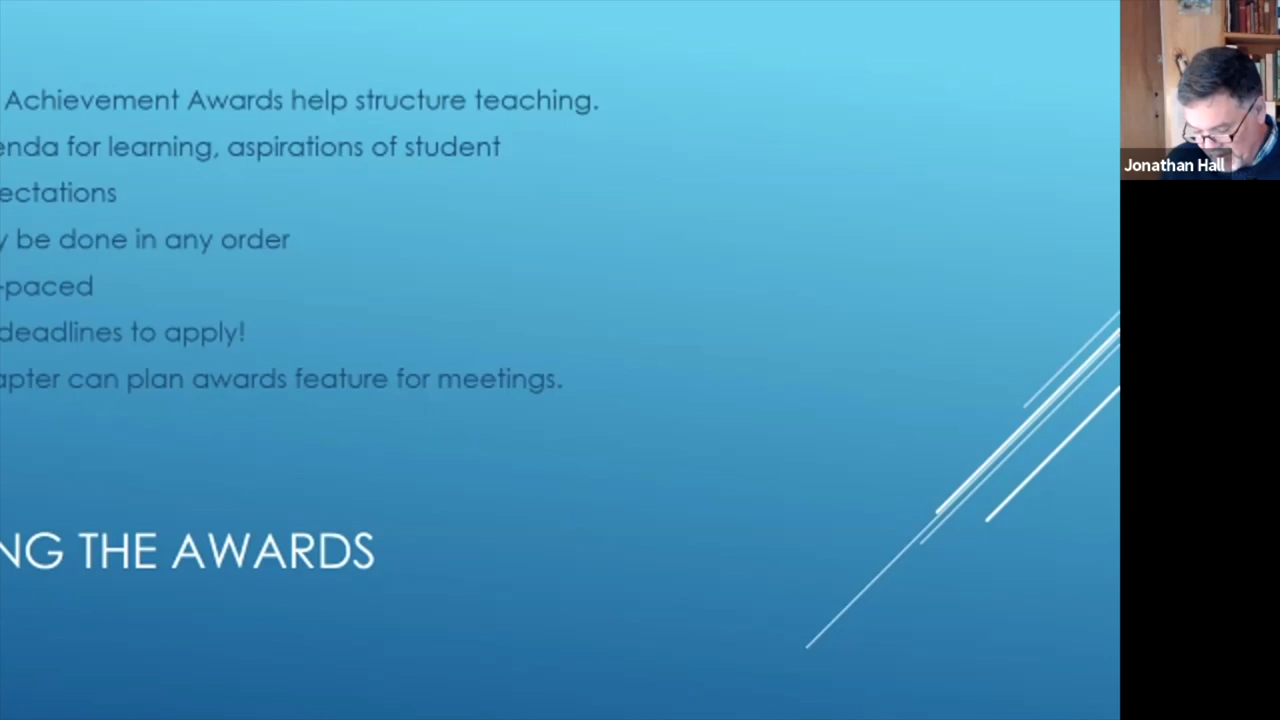 Achievement Awards help structure teaching.
enda for learning, aspirations of student
ectations
y be done in any order
-paced
deadlines to apply!
apter can plan awards feature for meetings.
NG THE AWARDS
Jonathan Hall